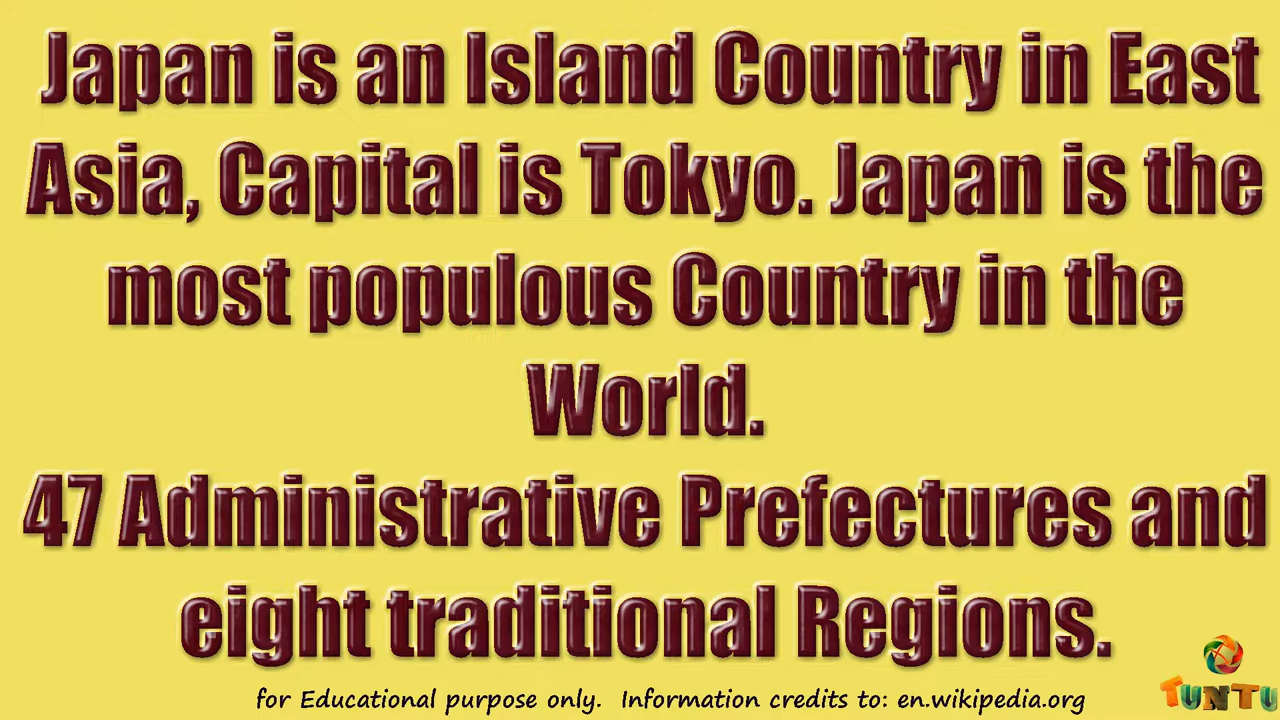 Japan is an Island Country in East
Asia, Capital is Tokyo. Japan is the
most populous Country in the
World.
47 Administrative Prefectures and
eight traditional Regions.
for Educational purpose only.  Information credits to: en.wikipedia.org
TUNTU